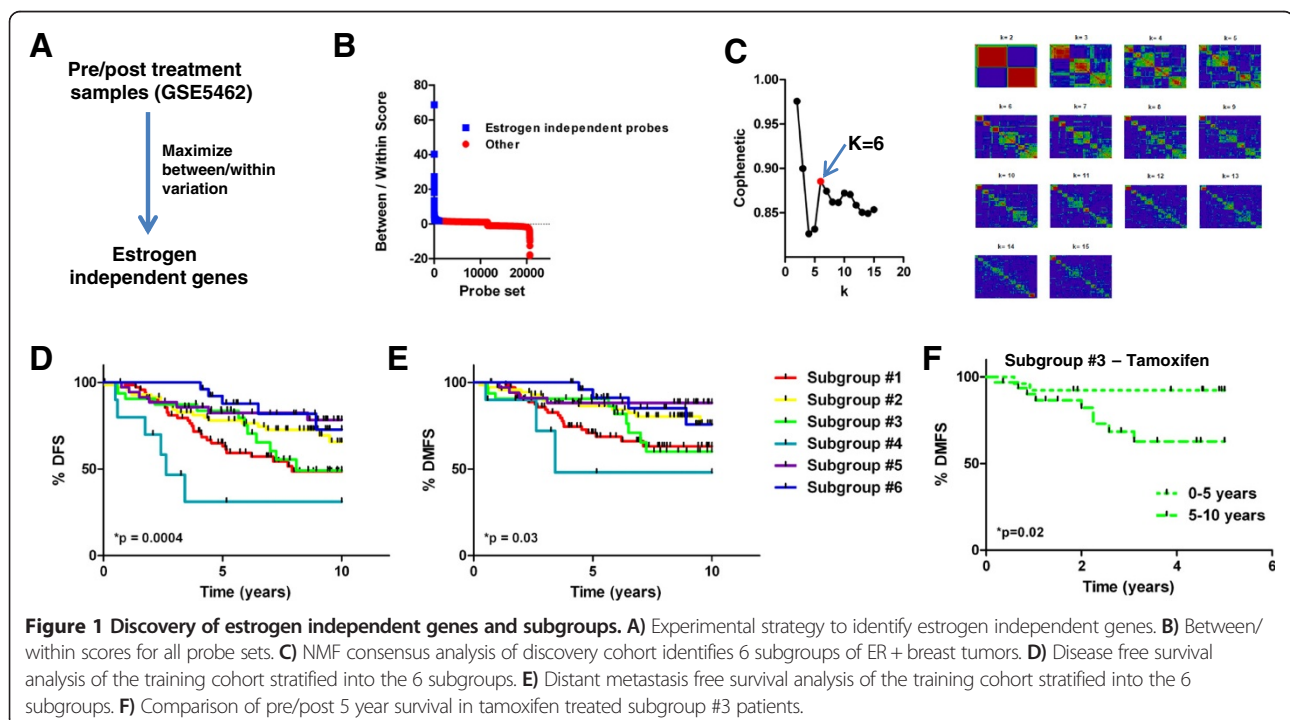 A
Pre/post treatment
samples (GSE5462)
Maximize
between/within
variation
Estrogen
independent genes
B
Between / Within Score
80
60
40
20
0
-20
Estrogen independent probes
Other
0
10000
20000
Probe set
C
Cophenetic
1.00
0.95
0.90
0.85
K=6
0
5
10
15
20
k
k= 2
k= 3
k= 4
k= 5
k= 6
k= 7
k= 8
k= 9
k= 10
k= 11
k= 12
k= 13
k= 14
k= 15
D
% DFS
100
50
0
*p = 0.0004
0
5
10
Time (years)
E
% DMFS
100
50
0
*p = 0.03
0
5
10
Time (years)
Subgroup #1
Subgroup #2
Subgroup #3
Subgroup #4
Subgroup #5
Subgroup #6
F
Subgroup #3 – Tamoxifen
% DMFS
100
50
0
0-5 years
5-10 years
*p=0.02
0
2
4
6
Time (years)
Figure 1 Discovery of estrogen independent genes and subgroups. A) Experimental strategy to identify estrogen independent genes. B) Between/
within scores for all probe sets. C) NMF consensus analysis of discovery cohort identifies 6 subgroups of ER + breast tumors. D) Disease free survival
analysis of the training cohort stratified into the 6 subgroups. E) Distant metastasis free survival analysis of the training cohort stratified into the 6
subgroups. F) Comparison of pre/post 5 year survival in tamoxifen treated subgroup #3 patients.